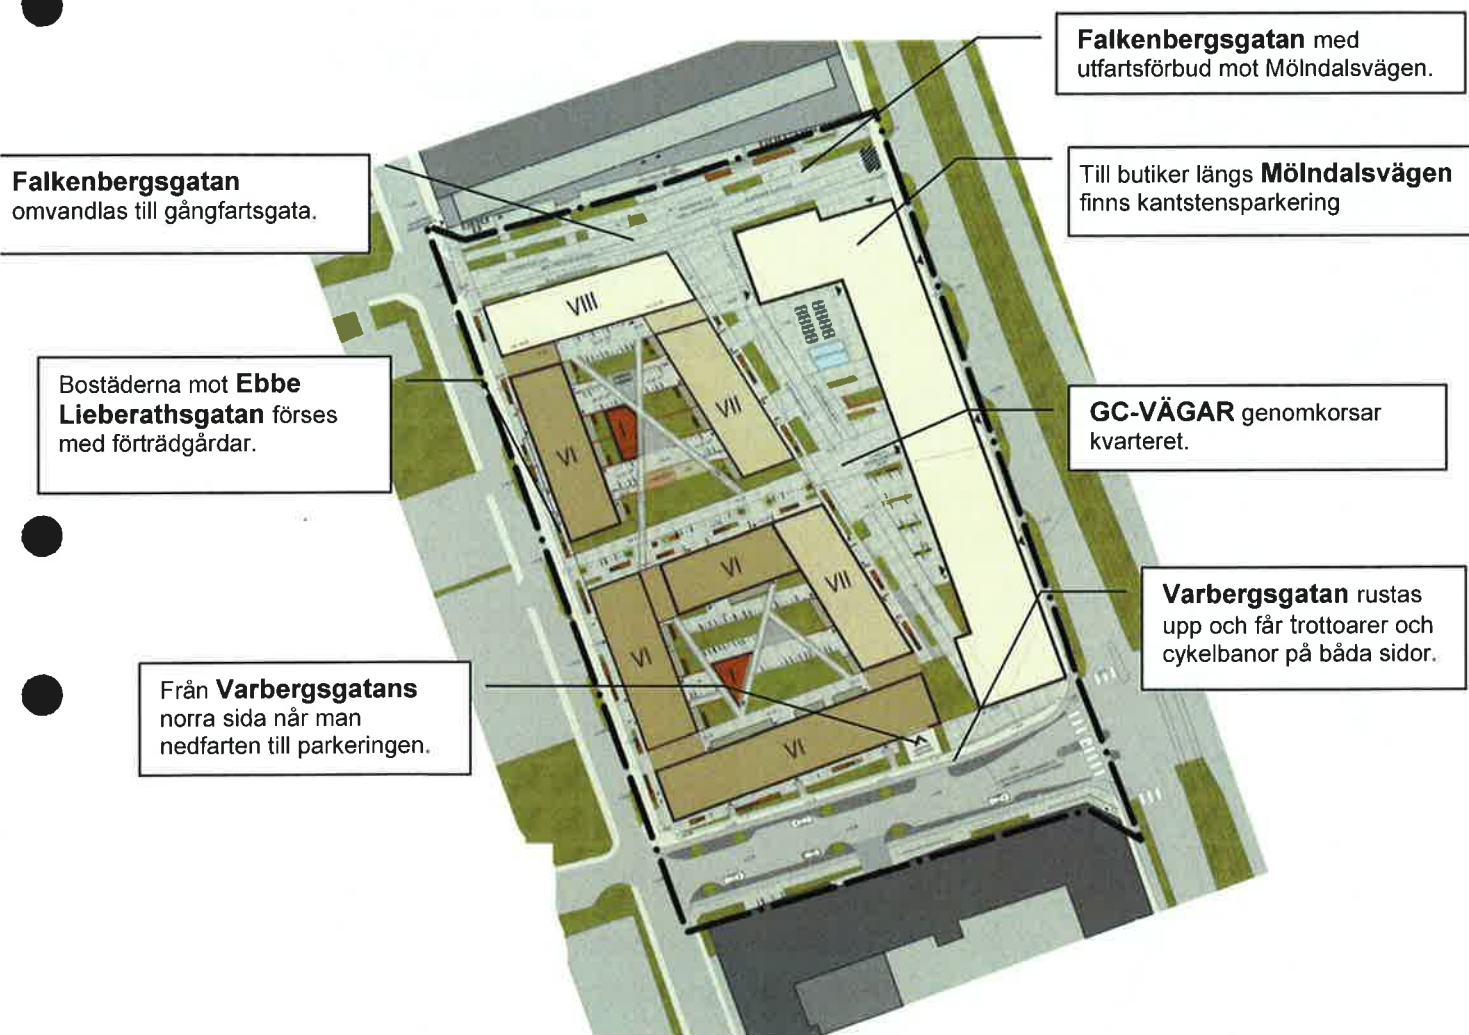 Falkenbergsgatan med
utfartsförbud mot Mölndalsvägen.
Falkenbergsgatan
omvandlas till gångfartsgata.
Till butiker längs Mölndalsvägen
finns kantstensparkering
Bostäderna mot Ebbe
Lieberathsgatan förses
med förträdgårdar.
GC-VÄGAR genomkorsar
kvarteret.
Varbergsgatan rustas
upp och får trottoarer och
cykelbanor på båda sidor.
Från Varbergsgatans
norra sida når man
nedfarten till parkeringen.
VIII
VII
I
VI
VI
VII
VI
I
VI